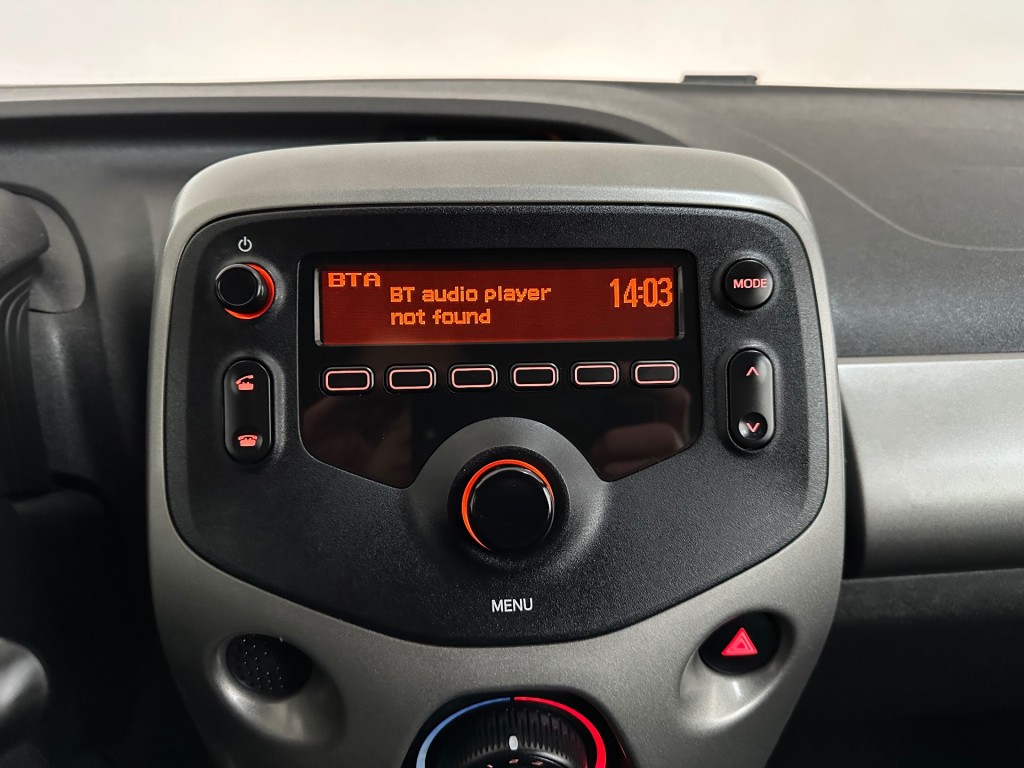 BTA
BT audio player
not found
14:03
MODE
MENU